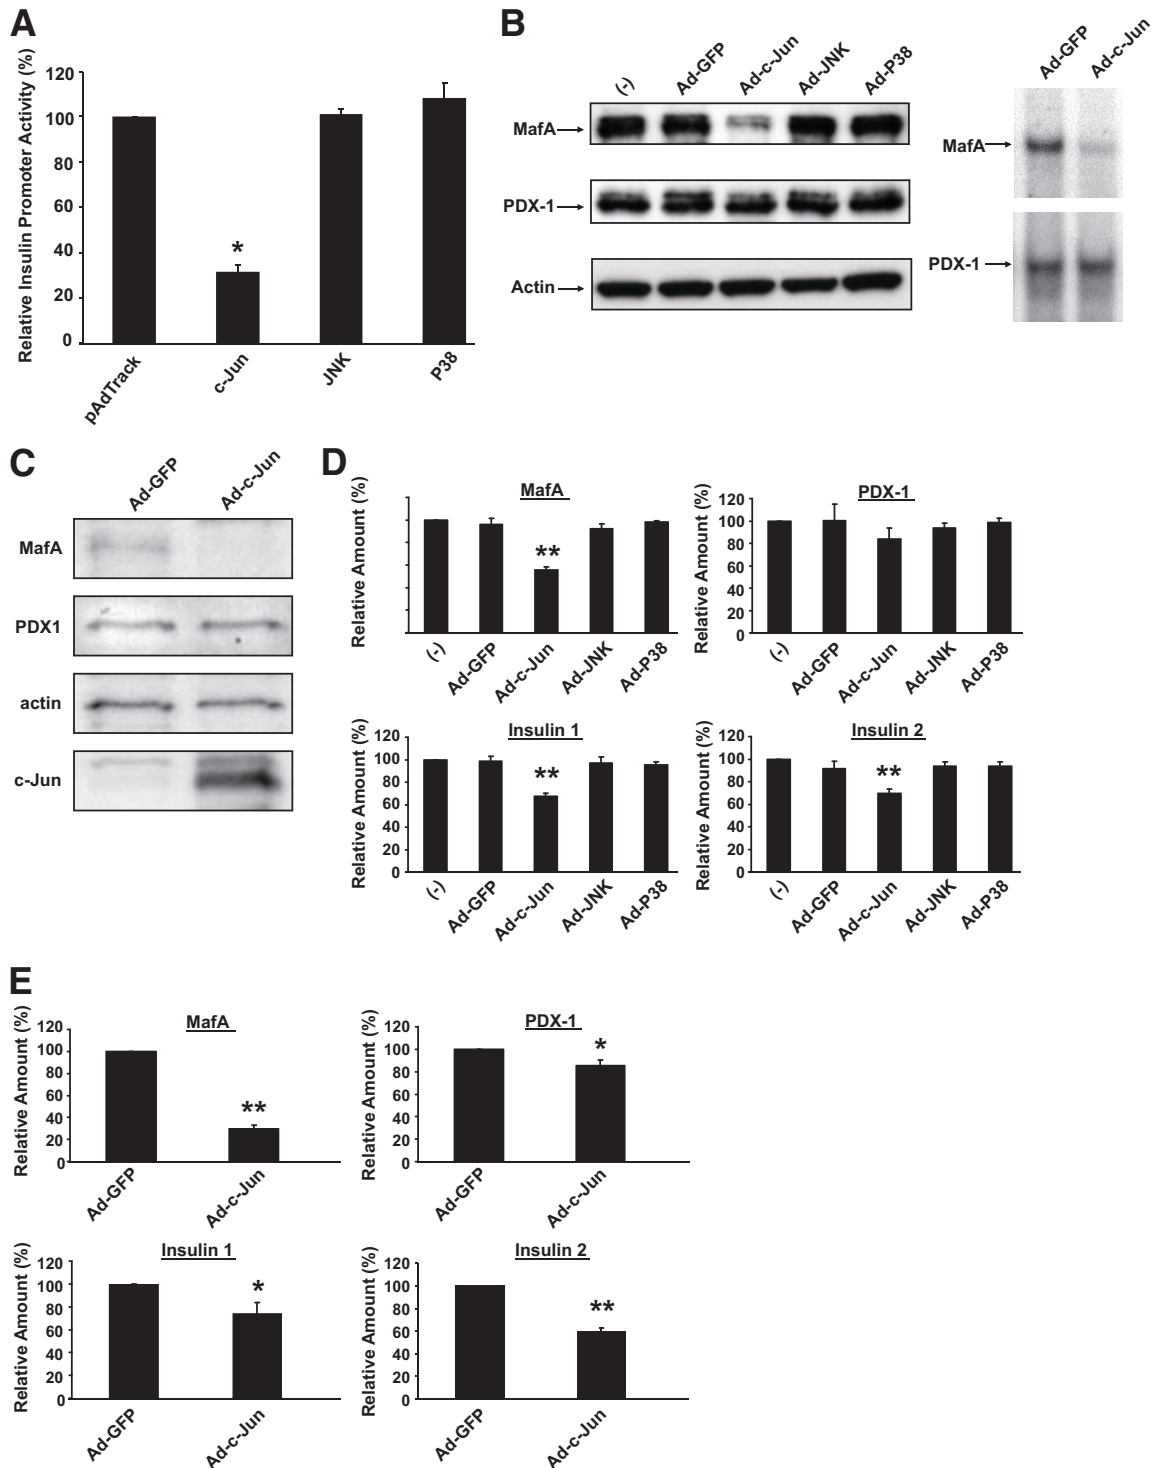 A
Relative Insulin Promoter Activity (%)
120
100
80
60
40
20
0
*
pAdTrack
c-Jun
JNK
P38
B
(-)
Ad-GFP
Ad-c-Jun
Ad-JNK
Ad-P38
MafA
PDX-1
Actin
Ad-GFP
Ad-c-Jun
MafA
PDX-1
C
Ad-GFP
Ad-c-Jun
MafA
PDX1
actin
c-Jun
D
MafA
Relative Amount (%)
**
(-)
Ad-GFP
Ad-c-Jun
Ad-JNK
Ad-P38
PDX-1
Relative Amount (%)
120
100
80
60
40
20
0
(-)
Ad-GFP
Ad-c-Jun
Ad-JNK
Ad-P38
Insulin 1
Relative Amount (%)
120
100
80
60
40
20
0
**
(-)
Ad-GFP
Ad-c-Jun
Ad-JNK
Ad-P38
Insulin 2
Relative Amount (%)
120
100
80
60
40
20
0
**
(-)
Ad-GFP
Ad-c-Jun
Ad-JNK
Ad-P38
E
MafA
Relative Amount (%)
120
100
80
60
40
20
0
**
Ad-GFP
Ad-c-Jun
PDX-1
Relative Amount (%)
120
100
80
60
40
20
0
*
Ad-GFP
Ad-c-Jun
Insulin 1
Relative Amount (%)
120
100
80
60
40
20
0
*
Ad-GFP
Ad-c-Jun
Insulin 2
Relative Amount (%)
120
100
80
60
40
20
0
**
Ad-GFP
Ad-c-Jun